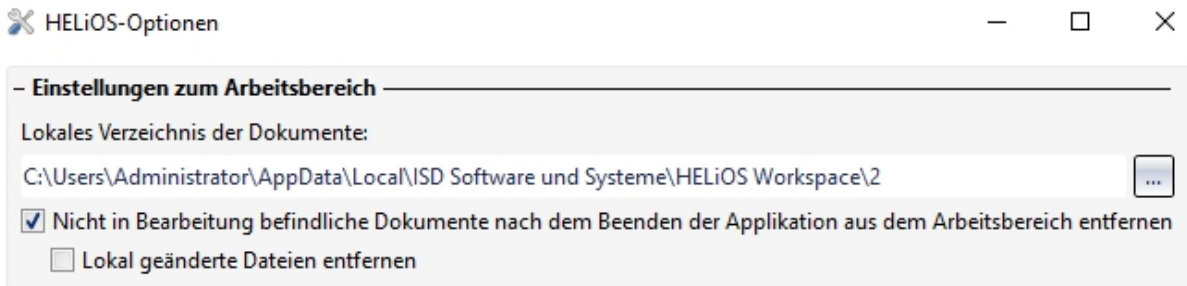 HELiOS-Optionen
Einstellungen zum Arbeitsbereich
Lokales Verzeichnis der Dokumente:
C:\Users\Administrator\AppData\Local\ISD Software und Systeme\HELiOS Workspace\2
...
Nicht in Bearbeitung befindliche Dokumente nach dem Beenden der Applikation aus dem Arbeitsbereich entfernen
Lokal geänderte Dateien entfernen